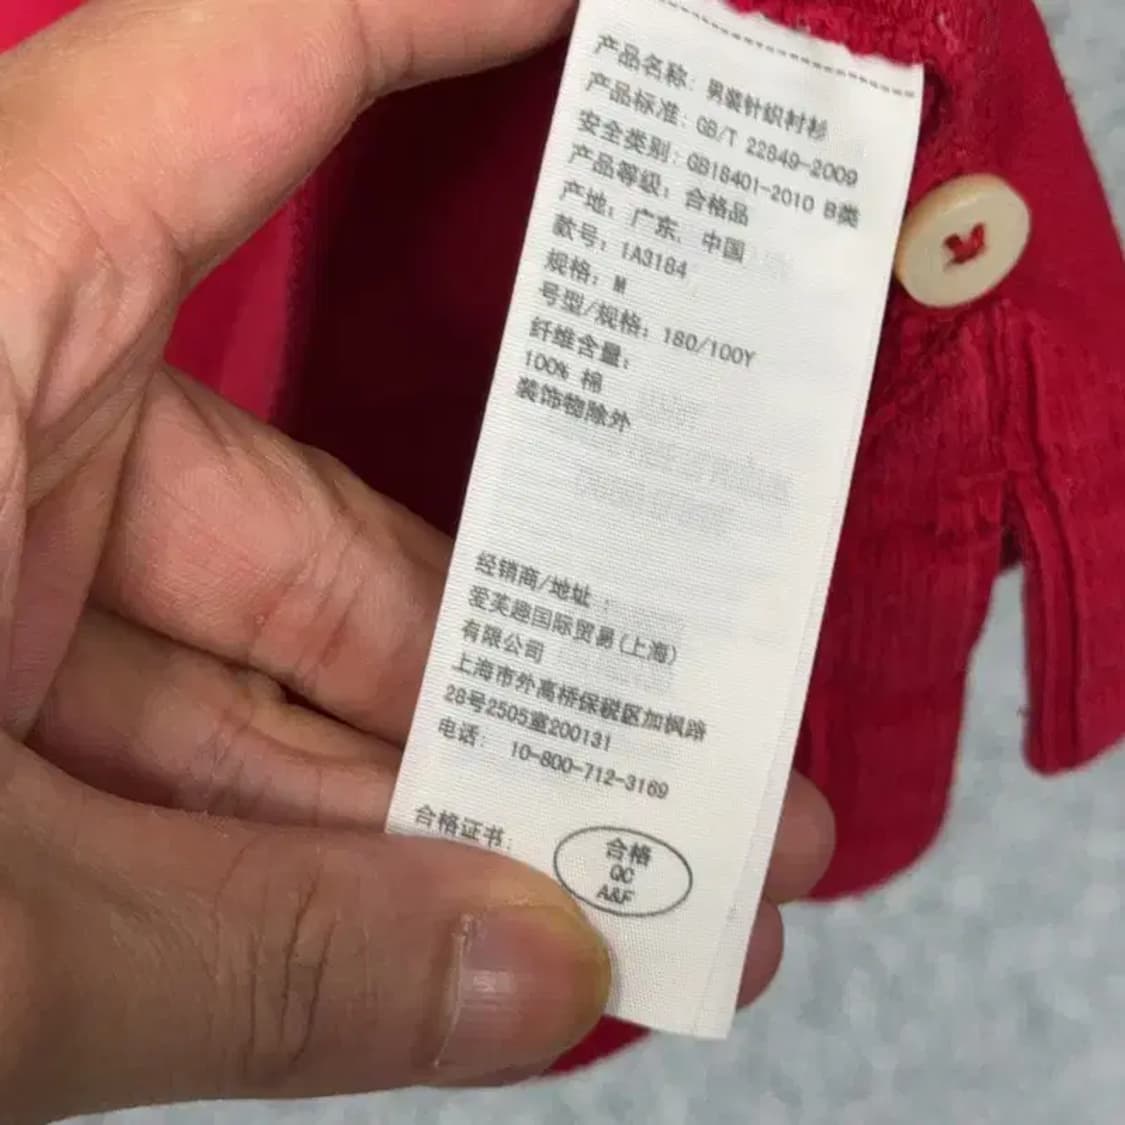 产品名称: 男装针织衬衫
产品标准: GB/T 22849-2009
安全类别: GB18401-2010 B类
产品等级: 合格品
产地: 广东, 中国
款号: IA3184
规格: M
号型/规格: 180/100Y
纤维含量:
100% 棉
装饰物除外
经销商/地址 :
爱芙趣国际贸易(上海)
有限公司
上海市外高桥保税区加枫路
28号2505室200131
电话: 10-800-712-3169
合格证书:
合格
QC
A&F